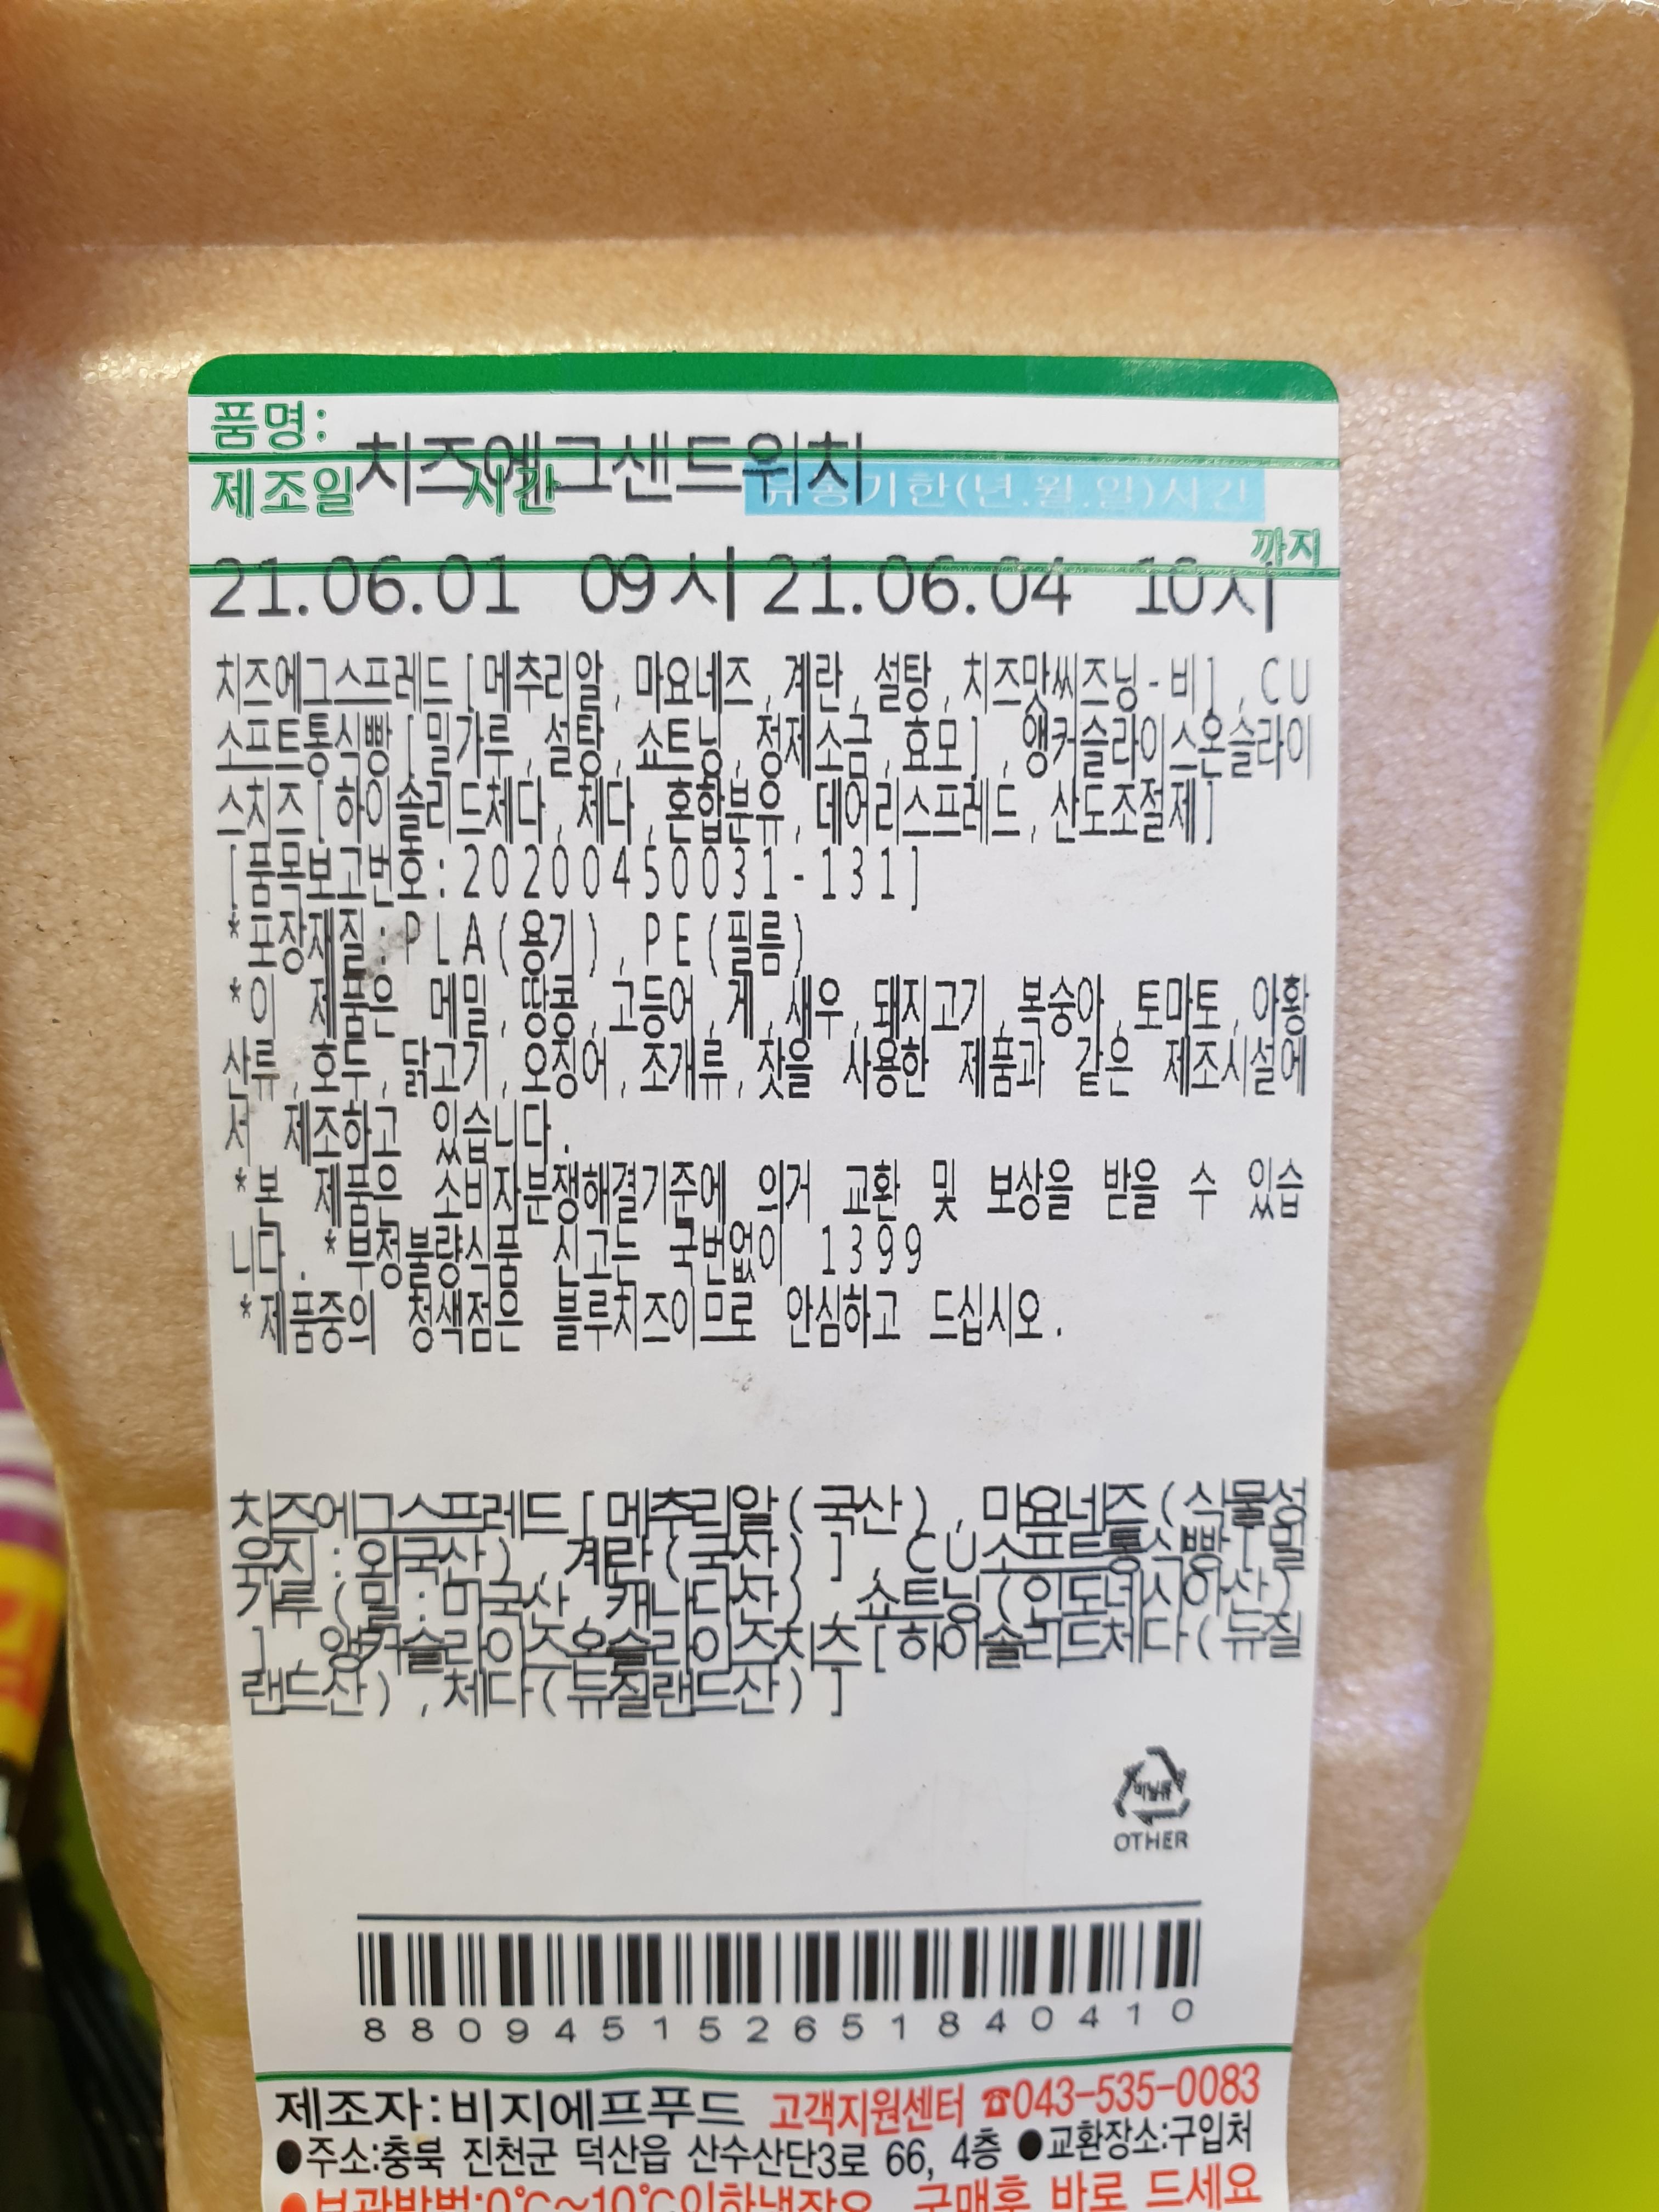 품명:
치즈에그샌드위치
제조일 시간 유통기한(년.월.일)시간
까지
21.06.01 09시 21.06.04 10시
치즈에그스프레드[메추리알,마요네즈,계란,설탕,치즈맛씨즈닝-비],CU
소프트통식빵[밀가루,설탕,쇼트닝,정제소금,효모],앵커슬라이스온슬라이
스치즈[하이솔리드체다,체다,혼합분유,데어리스프레드,산도조절제]
[품목보고번호:20200450031-131]
*포장재질:PLA(용기),PE(필름)
*이 제품은 메밀,땅콩,고등어,게,새우,돼지고기,복숭아,토마토,아황
산류,호두,닭고기,오징어,조개류,잣을 사용한 제품과 같은 제조시설에
서 제조하고 있습니다.
*본 제품은 소비자분쟁해결기준에 의거 교환 및 보상을 받을 수 있습
니다. *부정 불량식품 신고는 국번없이 1399
*제품중의 청색점은 블루치즈이므로 안심하고 드십시오.
치즈에그스프레드[메추리알(국산),마요네즈(식물성
유지:외국산),계란(국산)],CU소프트통식빵[밀
가루(밀:미국산,캐나다산),쇼트닝(인도네시아산)
],앵커슬라이스온슬라이스치즈[하이솔리드체다(뉴질
랜드산),체다(뉴질랜드산)]
비닐류
OTHER
880945152651840410
제조자:비지에프푸드 고객지원센터 ☎043-535-0083
●주소:충북 진천군 덕산읍 산수산단3로 66, 4층 ●교환장소:구입처
●보관방법:0℃~10℃이하냉장요 구매후 바로 드세요